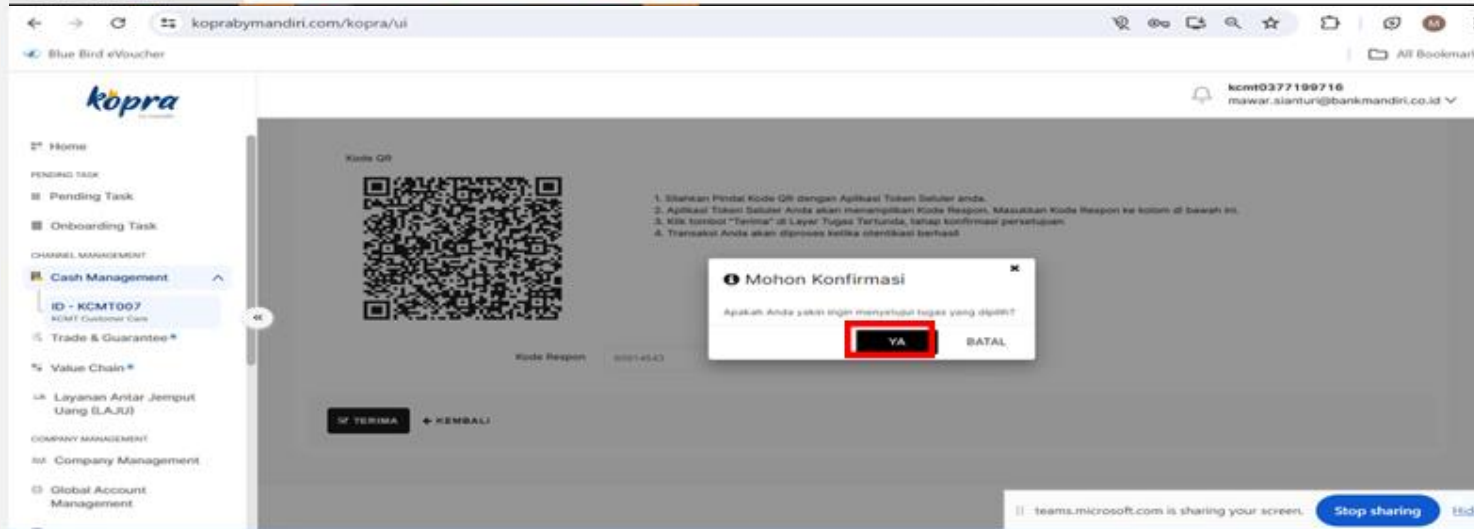 koprabymandiri.com/kopra/ui
Blue Bird eVoucher
All Bookmar
kopra
by mandiri
kcmt0377199716
mawar.sianturi@bankmandiri.co.id
Home
PENDING TASK
Pending Task
Onboarding Task
CHANNEL MANAGEMENT
Cash Management
ID - KCMT007
KCMT Customer Care
Trade & Guarantee
Value Chain
Layanan Antar Jemput
Uang (LAJU)
COMPANY MANAGEMENT
Company Management
Global Account
Management
Kode QR
1. Silahkan Pindai Kode QR dengan Aplikasi Token Seluler anda.
2. Aplikasi Token Seluler Anda akan menampilkan Kode Respon, Masukkan Kode Respon ke kolom di bawah ini.
3. Klik tombol "Terima" di Layer Tugas Tertunda, tahap konfirmasi persetujuan
4. Transaksi Anda akan diproses ketika otentikasi berhasil
Mohon Konfirmasi
Apakah Anda yakin ingin menyetujui tugas yang dipilih?
YA BATAL
Kode Respon
TERIMA KEMBALI
teams.microsoft.com is sharing your screen. Stop sharing Hid